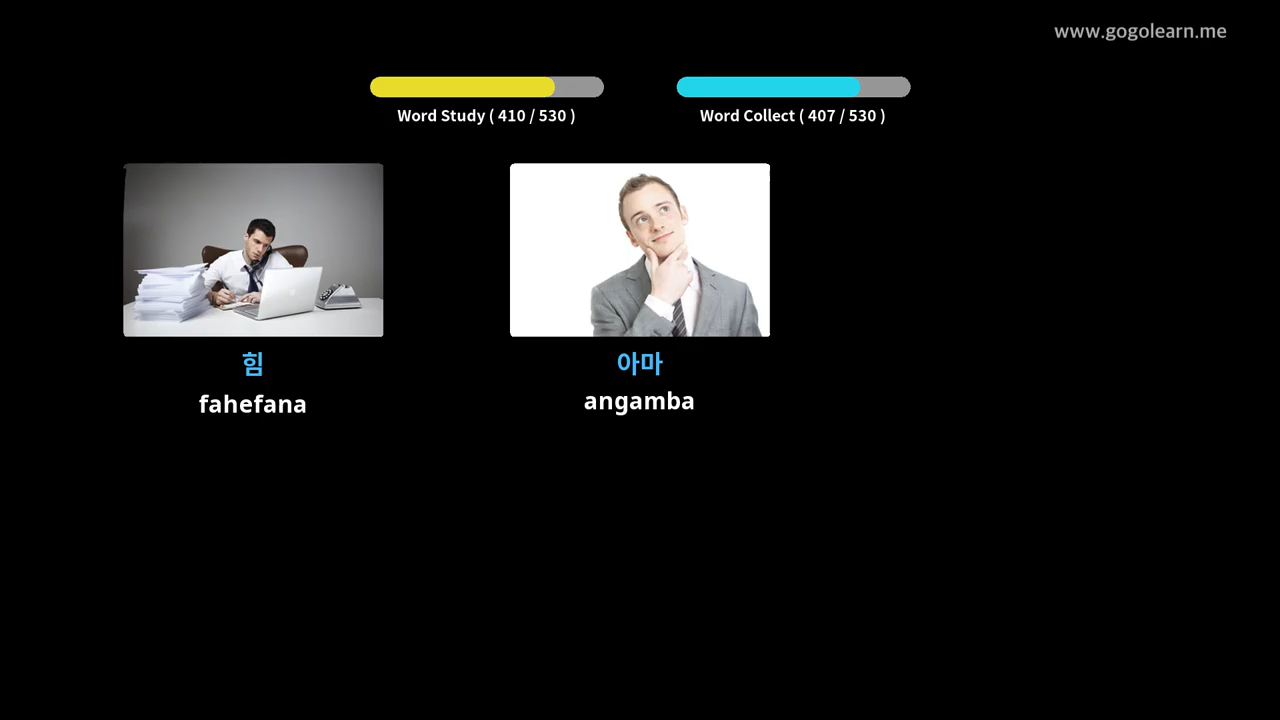 www.gogolearn.me
Word Study ( 410 / 530 )
Word Collect ( 407 / 530 )
힘
fahefana
아마
angamba